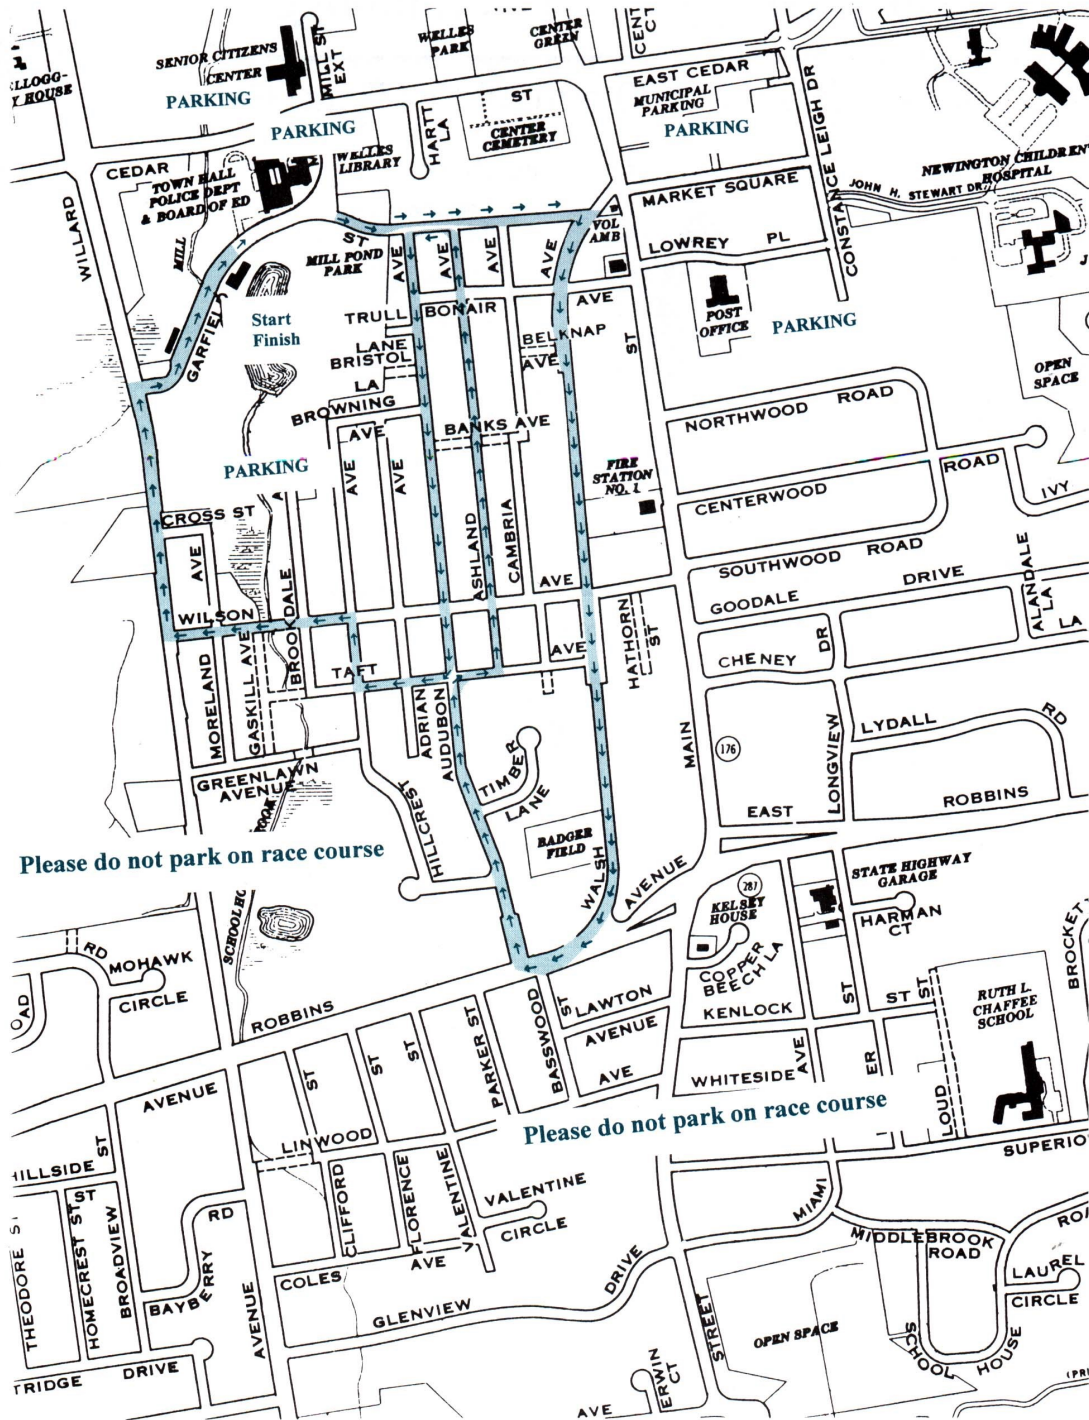 SENIOR CITIZENS
CENTER
MILL ST
EXT
WELLES
PARK
CENTER
GREEN
CENT
CT
EAST CEDAR
MUNICIPAL
PARKING
PARKING
PARKING
PARKING
CEDAR
ST
HARTT
LA
CENTER
CEMETERY
WELLES
LIBRARY
TOWN HALL
POLICE DEPT
& BOARD OF ED
NEWINGTON CHILDREN
HOSPITAL
JOHN H. STEWART DR.
CONSTANCE LEIGH DR
MARKET SQUARE
WILLARD
MILL
ST
MILL POND
PARK
AVE
AVE
AVE
AVE
VOL
AMB
LOWREY PL
GARFIELD
Start
Finish
TRULL
LANE
BONAIR
AVE
BELKNAP
AVE
ST
POST
OFFICE
PARKING
BRISTOL
LA
BROWNING
AVE
BANKS AVE
OPEN
SPACE
NORTHWOOD ROAD
PARKING
AVE
AVE
FIRE
STATION
NO. 1
ROAD
IVY
CENTERWOOD
CROSS ST
AVE
BROOKDALE
ASHLAND
CAMBRIA
AVE
SOUTHWOOD ROAD
GOODALE DRIVE
ALANDALE
LA
LA
WILSON
HATHORN
ST
CHENEY
DR
MORELAND
GASKILL AVE
TAFT
AVE
ADRIAN
AUDUBON
MAIN
176
LONGVIEW
LYDALL
RD
GREENLAWN
AVENUE
TIMBER
LANE
HILLCREST
EAST
ROBBINS
Please do not park on race course
BADGER
FIELD
WALSH
AVENUE
287
KELSEY
HOUSE
STATE HIGHWAY
GARAGE
HARMAN
CT
COPPER
BEECH LA
BROCKET
RD
MOHAWK
CIRCLE
ROBBINS
PARKER ST
BASSWOOD
ST
LAWTON
AVENUE
KENLOCK
ST
ST
ST
RUTH L.
CHAFFEE
SCHOOL
AVENUE
ST
ST
ST
AVE
WHITESIDE
AVE
LOUD
Please do not park on race course
LINWOOD
HILLSIDE
ST
ST
HOMECREST ST
THEODORE ST
BROADVIEW
RD
BAYBERRY
AVENUE
CLIFFORD
FLORENCE
VALENTINE
VALENTINE
CIRCLE
AVE
COLES
GLENVIEW
DRIVE
SUPERIO
MIAMI
MIDDLEBROOK
ROAD
LAUREL
CIRCLE
SCHOOL HOUSE
OPEN SPACE
STREET
ERWIN
CT
AVE
TRIDGE DRIVE